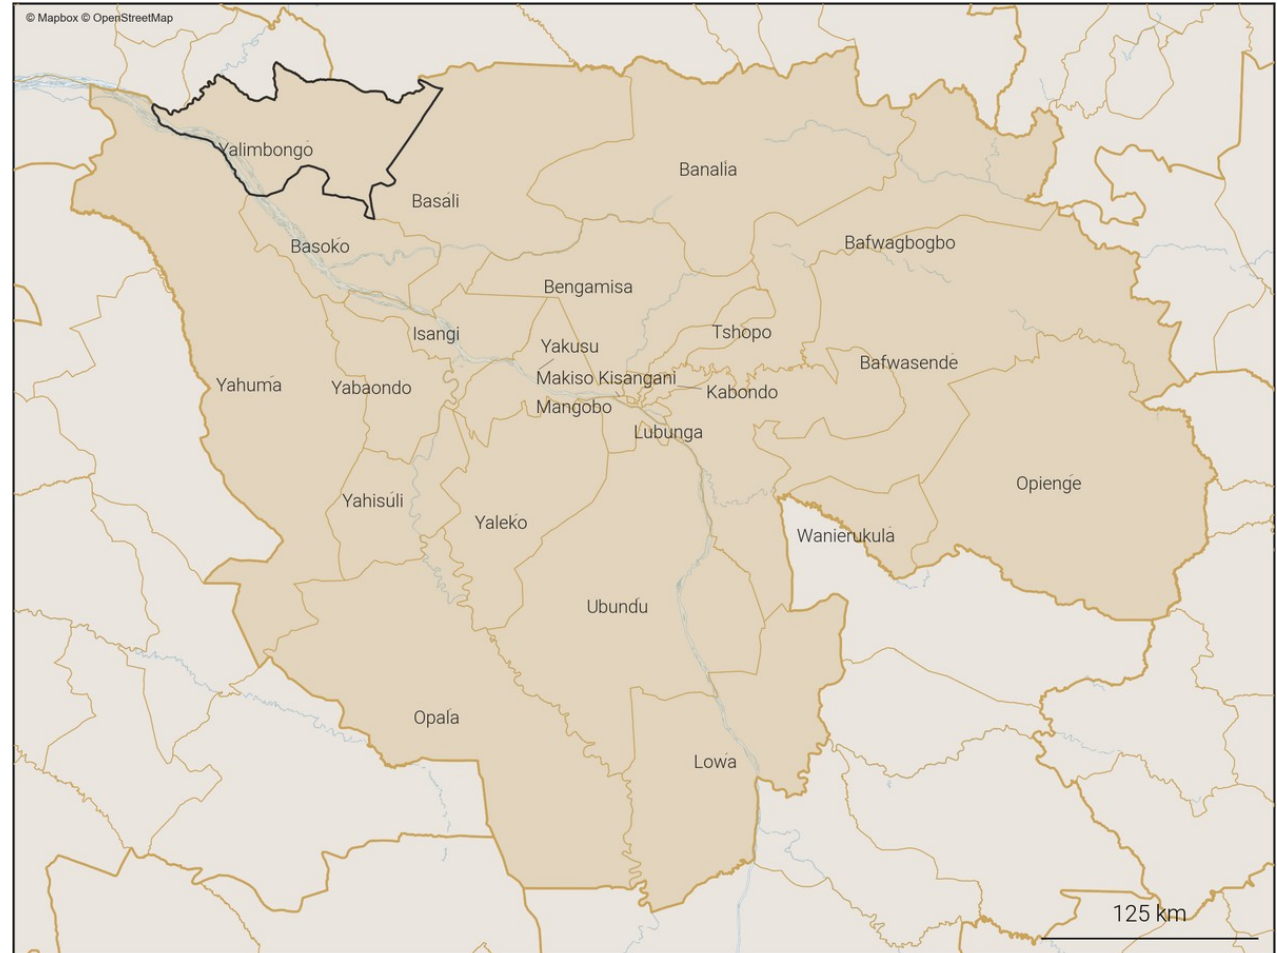 © Mapbox © OpenStreetMap
Yalimbongo
Banalia
Basali
Basoko
Bafwagbogbo
Bengamisa
Isangi
Tshopo
Yakusu
Bafwasende
Makiso Kisangani
Yahuma
Yabaondo
Kabondo
Mangobo
Lubunga
Opienge
Yahisuli
Yaleko
Wanierukula
Ubundu
Opala
Lowa
125 km